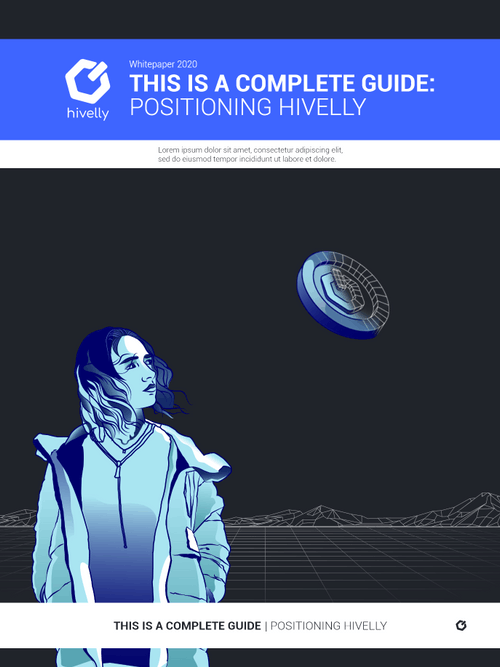 Whitepaper 2020
THIS IS A COMPLETE GUIDE:
POSITIONING HIVELLY
hivelly
Lorem ipsum dolor sit amet, consectetur adipiscing elit,
sed do eiusmod tempor incididunt ut labore et dolore.
THIS IS A COMPLETE GUIDE | POSITIONING HIVELLY